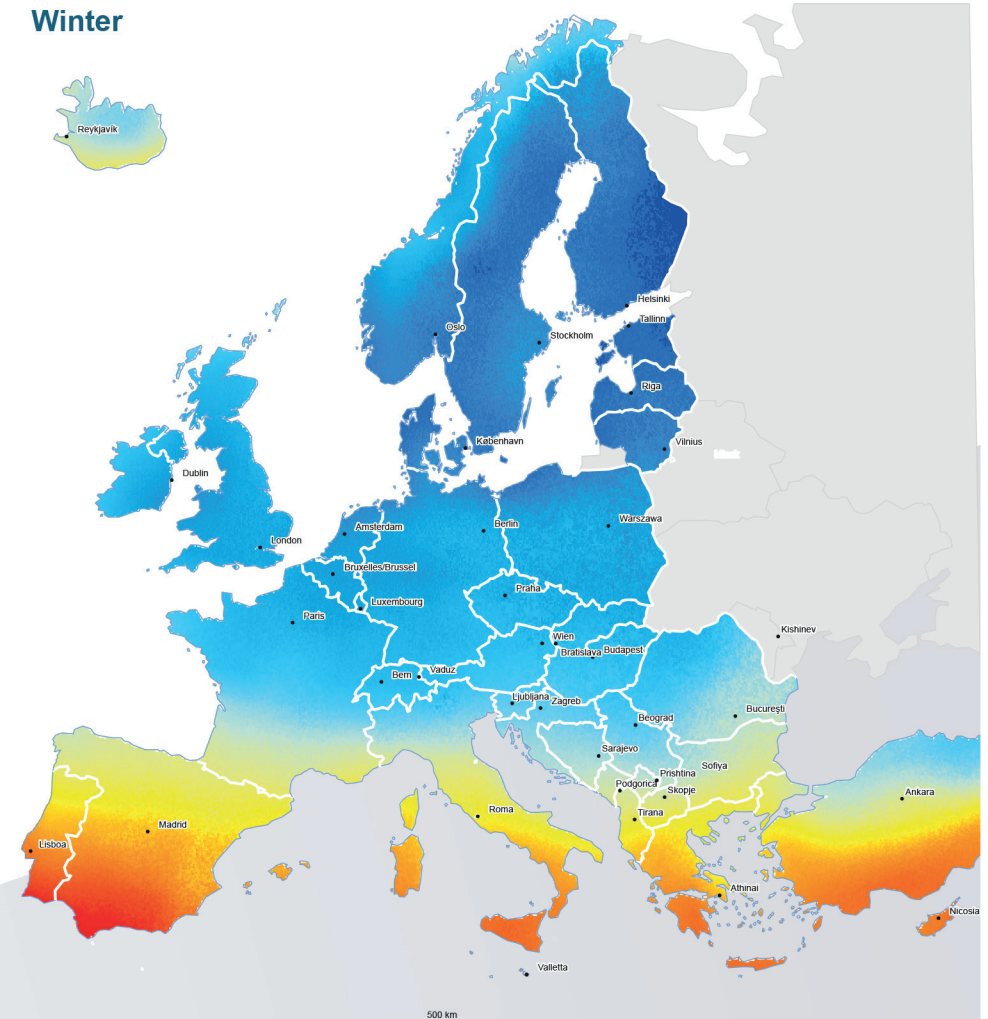 Winter
Reykjavík
Helsinki
Tallinn
Oslo
Stockholm
Riga
København
Vilnius
Dublin
Amsterdam
Berlin
Warszawa
London
Bruxelles/Brussel
Praha
Luxembourg
Paris
Kishinev
Wien
Bratislava
Budapest
Vaduz
Bern
Ljubljana
Zagreb
Bucureşti
Beograd
Sarajevo
Sofiya
Prishtina
Podgorica
Skopje
Ankara
Roma
Tirana
Madrid
Lisboa
Athinai
Nicosia
Valletta
500 km